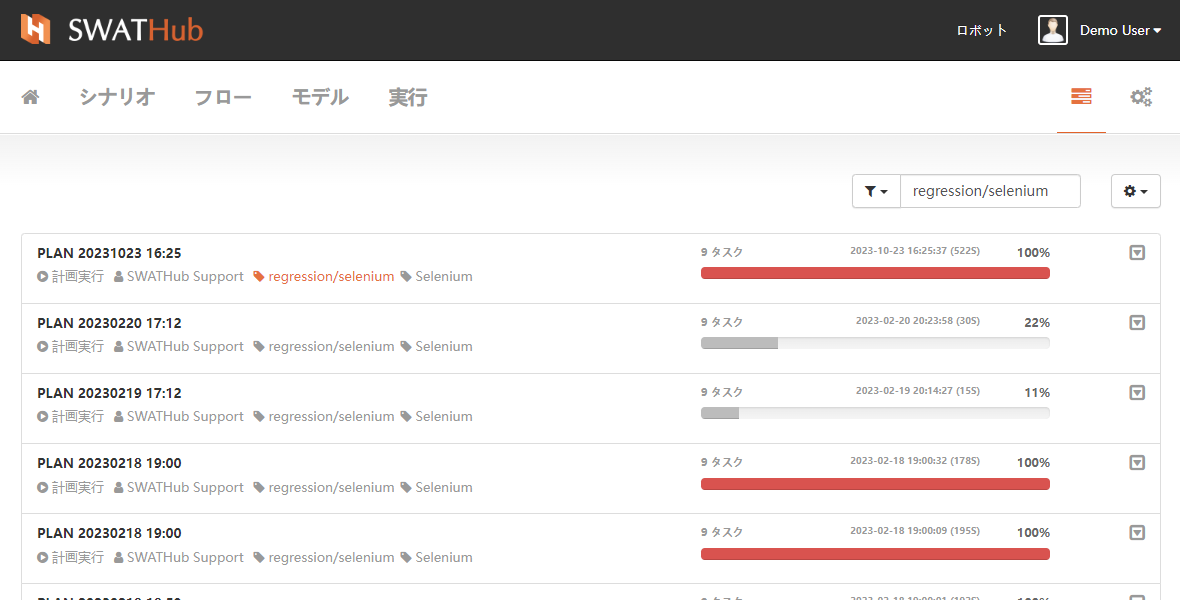 SWATHub
ロボット
Demo User
シナリオ
フロー
モデル
実行
regression/selenium
PLAN 20231023 16:25
9 タスク
2023-10-23 16:25:37 (522S)
100%
計画実行 SWATHub Support regression/selenium Selenium
PLAN 20230220 17:12
9 タスク
2023-02-20 20:23:58 (30S)
22%
計画実行 SWATHub Support regression/selenium Selenium
PLAN 20230219 17:12
9 タスク
2023-02-19 20:14:27 (15S)
11%
計画実行 SWATHub Support regression/selenium Selenium
PLAN 20230218 19:00
9 タスク
2023-02-18 19:00:32 (178S)
100%
計画実行 SWATHub Support regression/selenium Selenium
PLAN 20230218 19:00
9 タスク
2023-02-18 19:00:09 (195S)
100%
計画実行 SWATHub Support regression/selenium Selenium